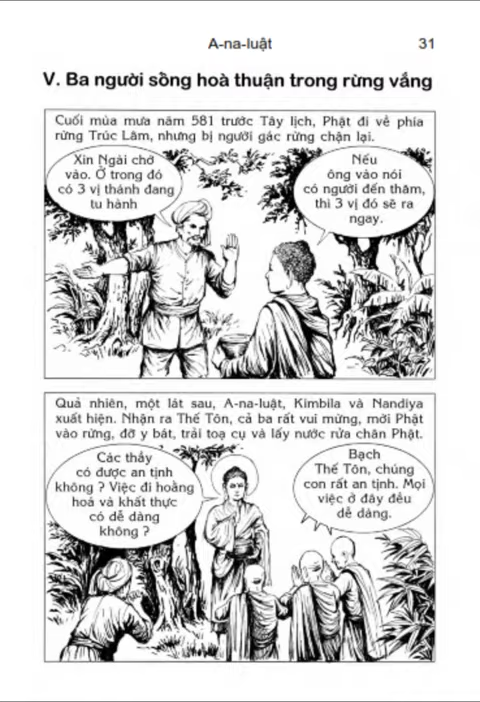 A-na-luật 31
V. Ba người sống hoà thuận trong rừng vắng
Cuối mùa mưa năm 581 trước Tây lịch, Phật đi về phía
rừng Trúc Lâm, nhưng bị người gác rừng chặn lại.
Xin Ngài chớ
vào. Ở trong đó
có 3 vị thánh đang
tu hành
Nếu
ông vào nói
có người đến thăm,
thì 3 vị đó sẽ ra
ngay.
Quả nhiên, một lát sau, A-na-luật, Kimbila và Nandiya
xuất hiện. Nhận ra Thế Tôn, cả ba rất vui mừng, mời Phật
vào rừng, đỡ y bát, trải toạ cụ và lấy nước rửa chân Phật.
Các thầy
có được an tịnh
không ? Việc đi hoằng
hoá và khất thực
có dễ dàng
không ?
Bạch
Thế Tôn, chúng
con rất an tịnh. Mọi
việc ở đây đều
dễ dàng.